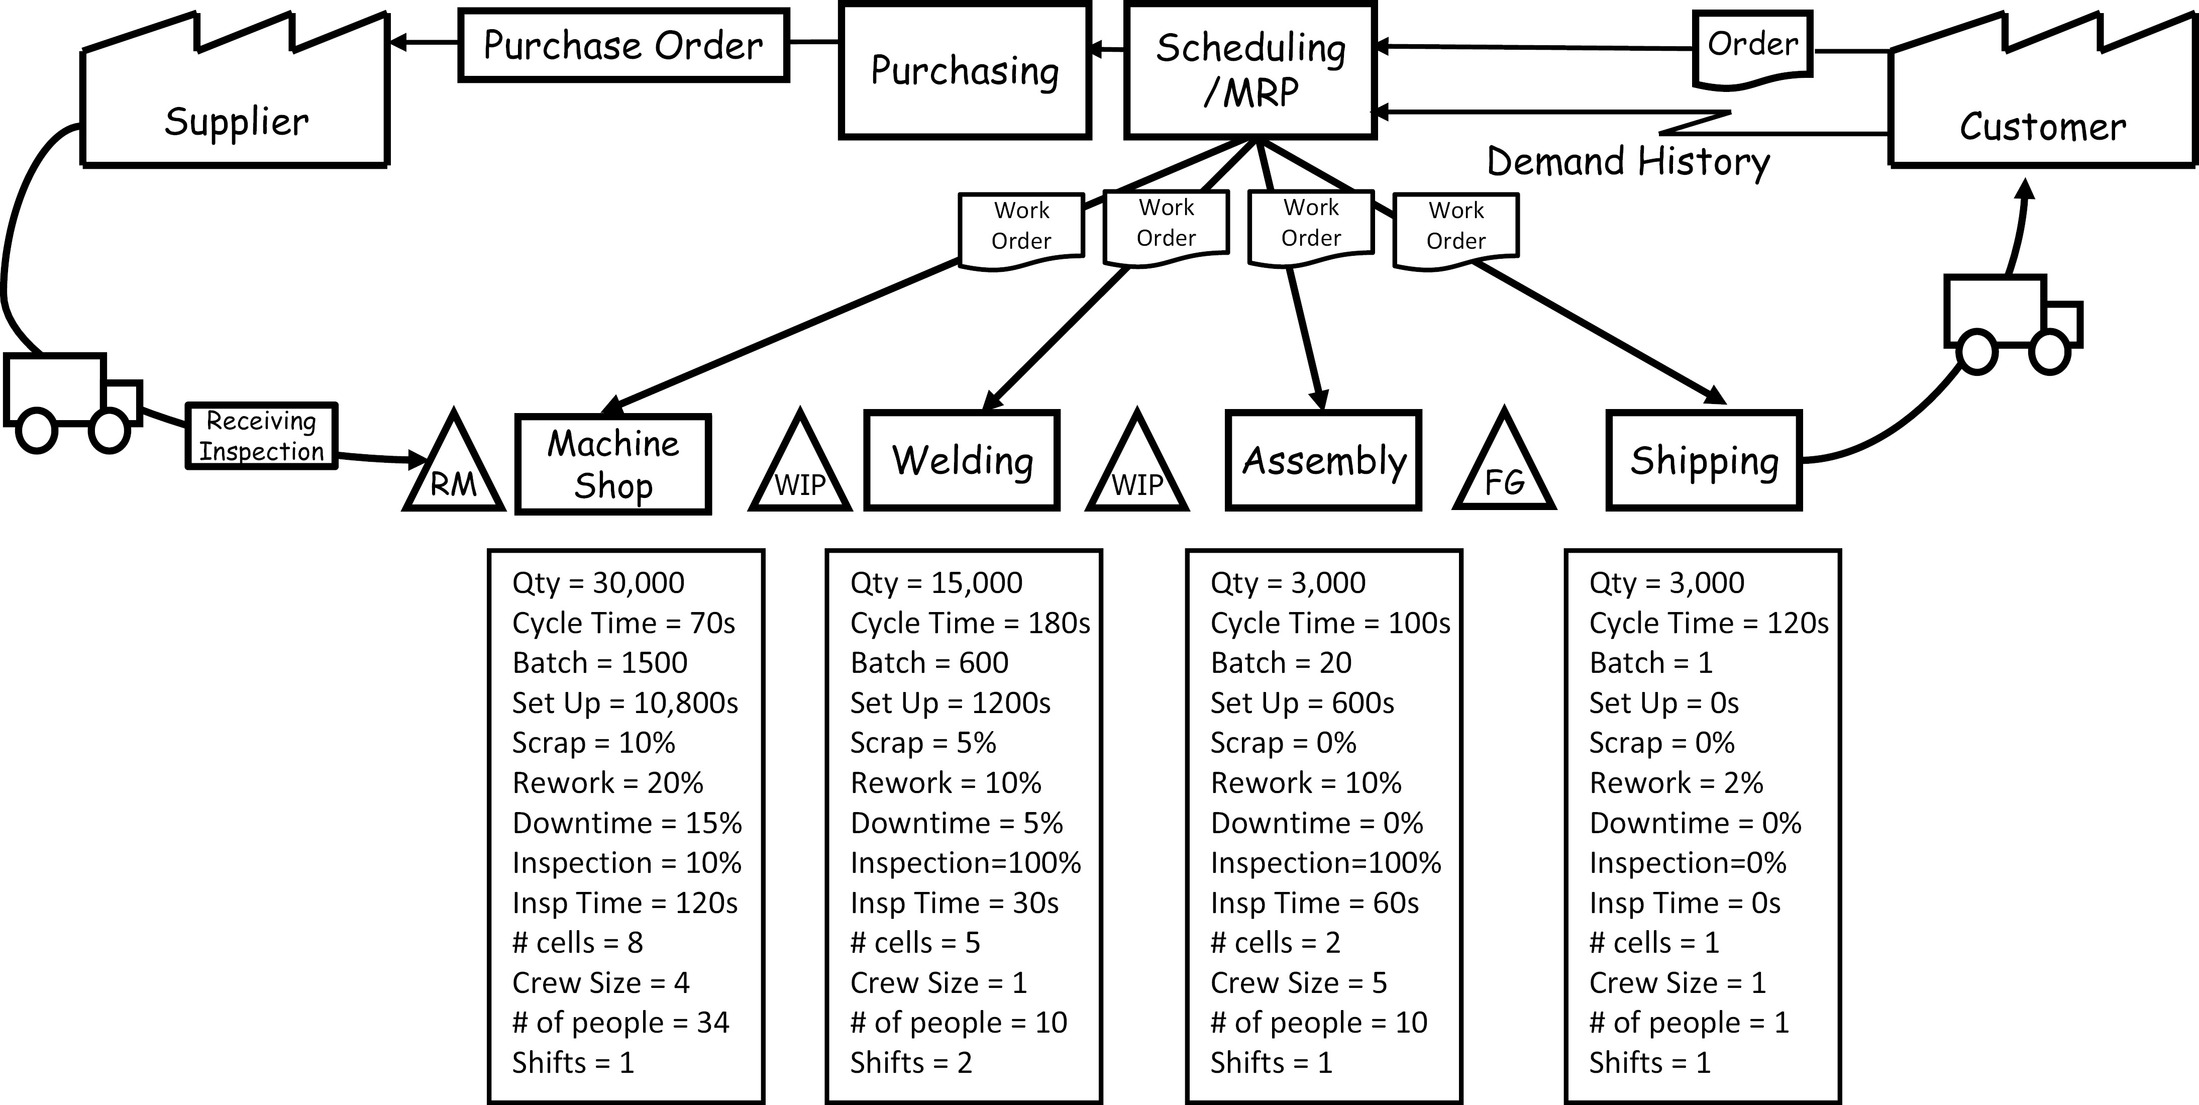 Purchase Order
Purchasing
Scheduling
/MRP
Order
Supplier
Customer
Demand History
Work
Order
Work
Order
Work
Order
Work
Order
Receiving
Inspection
RM
Machine
Shop
WIP
Welding
WIP
Assembly
FG
Shipping
Qty = 30,000
Cycle Time = 70s
Batch = 1500
Set Up = 10,800s
Scrap = 10%
Rework = 20%
Downtime = 15%
Inspection = 10%
Insp Time = 120s
# cells = 8
Crew Size = 4
# of people = 34
Shifts = 1
Qty = 15,000
Cycle Time = 180s
Batch = 600
Set Up = 1200s
Scrap = 5%
Rework = 10%
Downtime = 5%
Inspection=100%
Insp Time = 30s
# cells = 5
Crew Size = 1
# of people = 10
Shifts = 2
Qty = 3,000
Cycle Time = 100s
Batch = 20
Set Up = 600s
Scrap = 0%
Rework = 10%
Downtime = 0%
Inspection=100%
Insp Time = 60s
# cells = 2
Crew Size = 5
# of people = 10
Shifts = 1
Qty = 3,000
Cycle Time = 120s
Batch = 1
Set Up = 0s
Scrap = 0%
Rework = 2%
Downtime = 0%
Inspection=0%
Insp Time = 0s
# cells = 1
Crew Size = 1
# of people = 1
Shifts = 1